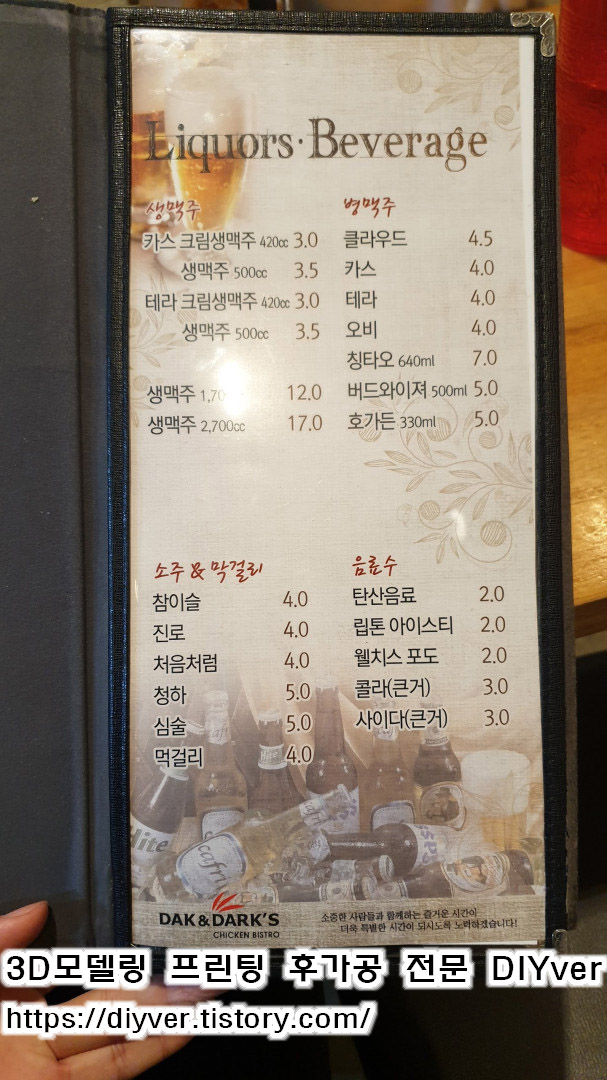 Liquors·Beverage
생맥주
카스 크림생맥주 420cc 3.0
생맥주 500cc 3.5
테라 크림생맥주 420cc 3.0
생맥주 500cc 3.5
생맥주 1,70 12.0
생맥주 2,700cc 17.0
병맥주
클라우드 4.5
카스 4.0
테라 4.0
오비 4.0
칭타오 640ml 7.0
버드와이져 500ml 5.0
호가든 330ml 5.0
소주 & 막걸리
참이슬 4.0
진로 4.0
처음처럼 4.0
청하 5.0
심술 5.0
먹걸리 4.0
음료수
탄산음료 2.0
립톤 아이스티 2.0
웰치스 포도 2.0
콜라(큰거) 3.0
사이다(큰거) 3.0
DAK & DARK'S
CHICKEN BISTRO
소중한 사람들과 함께하는 즐거운 시간이
더욱 특별한 시간이 되시도록 노력하겠습니다!
3D모델링 프린팅 후가공 전문 DIYver
https://diyver.tistory.com/